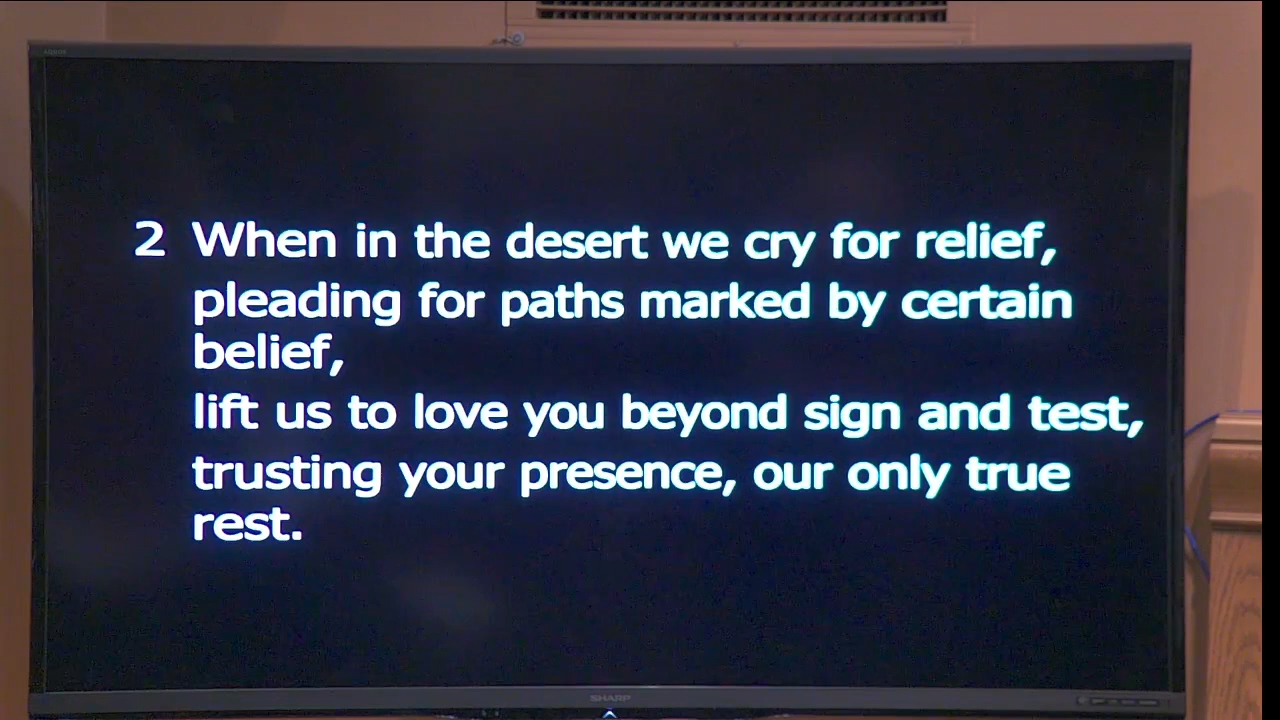 AQUOS
2 When in the desert we cry for relief,
pleading for paths marked by certain
belief,
lift us to love you beyond sign and test,
trusting your presence, our only true
rest.
SHARP